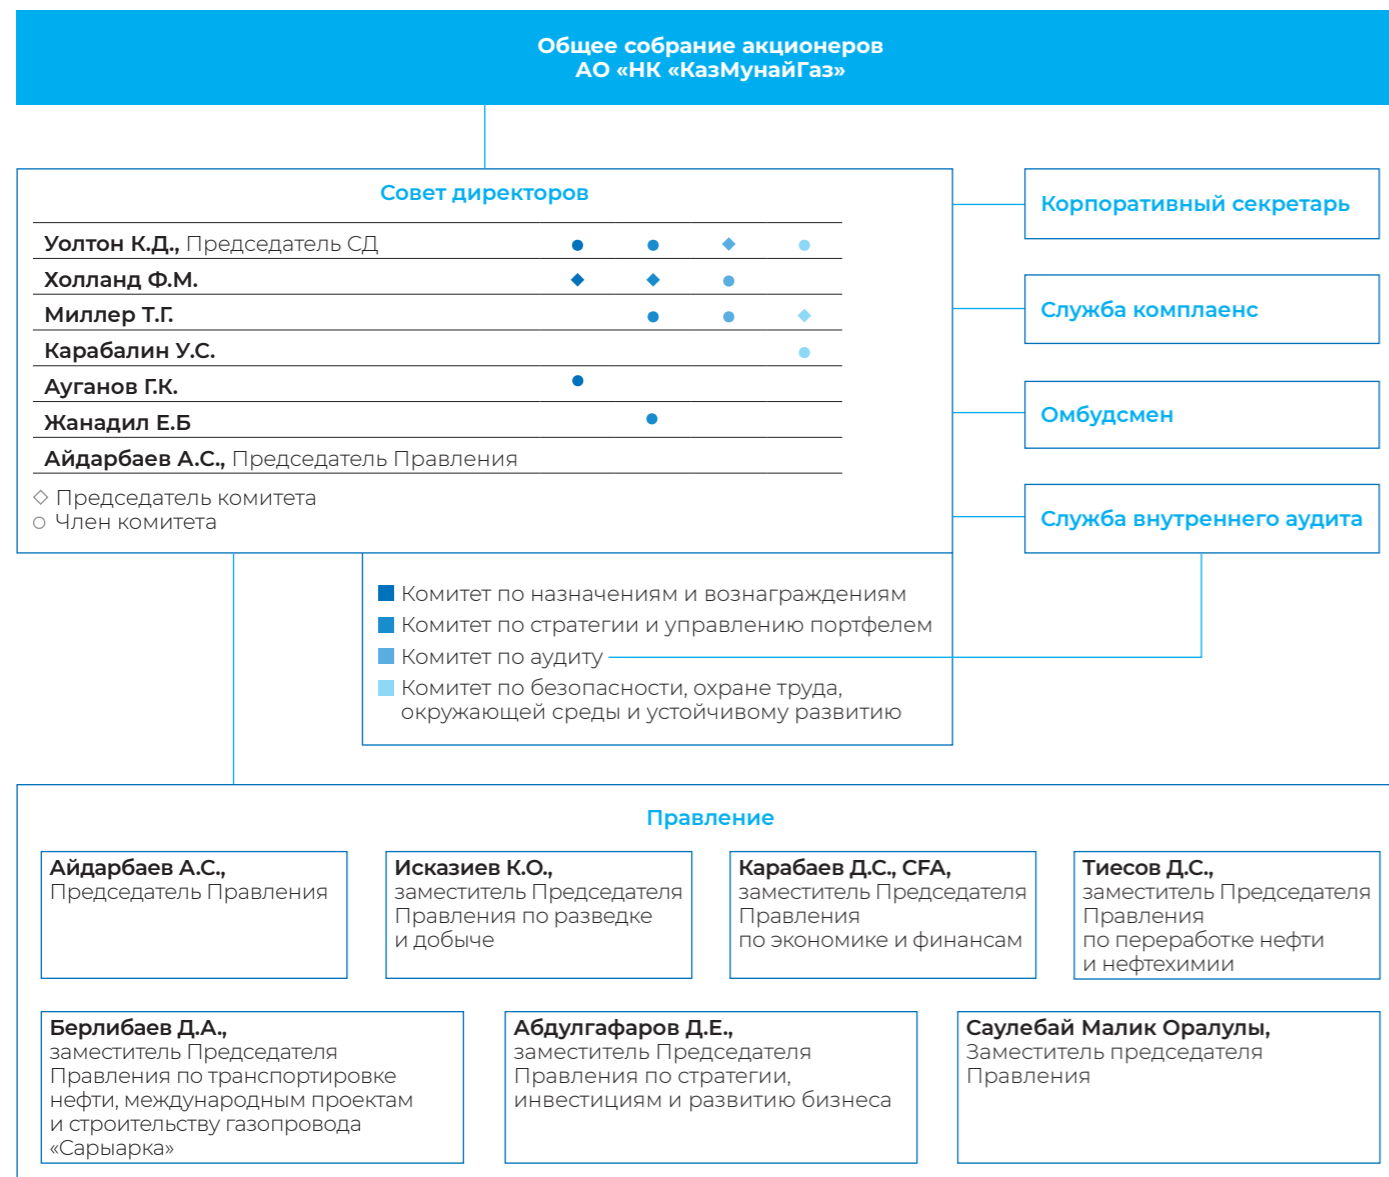 Общее собрание акционеров
АО «НК «КазМунайГаз»
Совет директоров
Уолтон К.Д., Председатель СД
Холланд Ф.М.
Миллер Т.Г.
Карабалин У.С.
Ауганов Г.К.
Жанадил Е.Б
Айдарбаев А.С., Председатель Правления
Председатель комитета
Член комитета
Корпоративный секретарь
Служба комплаенс
Омбудсмен
Служба внутреннего аудита
Комитет по назначениям и вознаграждениям
Комитет по стратегии и управлению портфелем
Комитет по аудиту
Комитет по безопасности, охране труда,
окружающей среды и устойчивому развитию
Правление
Айдарбаев А.С.,
Председатель Правления
Исказиев К.О.,
заместитель Председателя
Правления по разведке
и добыче
Карабаев Д.С., CFA,
заместитель Председателя
Правления
по экономике и финансам
Тиесов Д.С.,
заместитель Председателя
Правления
по переработке нефти
и нефтехимии
Берлибаев Д.А.,
заместитель Председателя
Правления по транспортировке
нефти, международным проектам
и строительству газопровода
«Сарыарка»
Абдулгафаров Д.Е.,
заместитель Председателя
Правления по стратегии,
инвестициям и развитию бизнеса
Саулебай Малик Оралулы,
Заместитель председателя
Правления